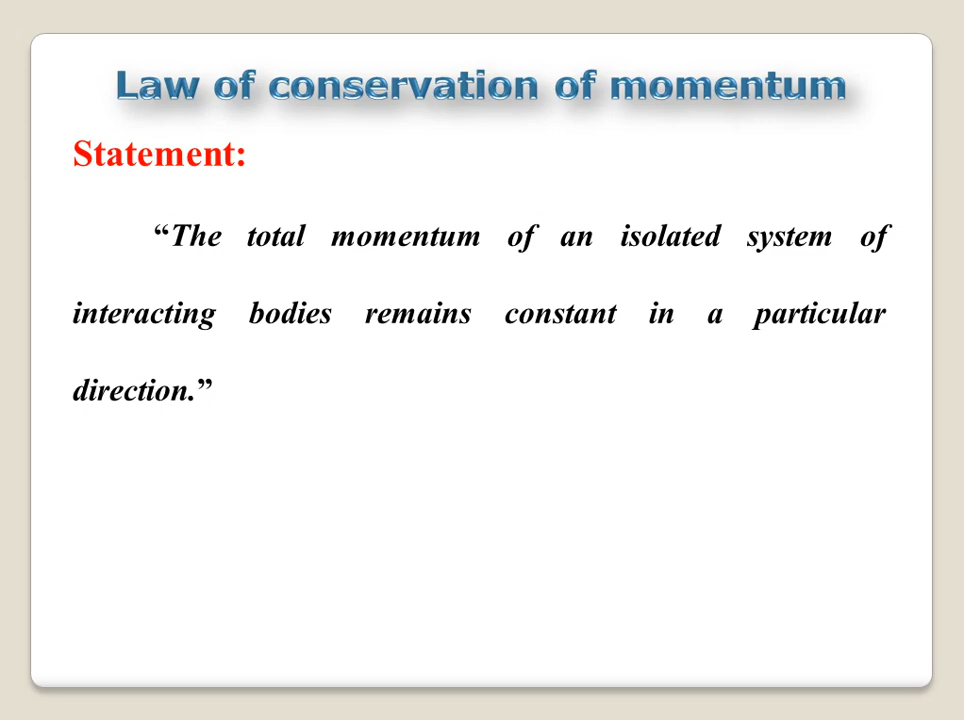 Law of conservation of momentum
Statement:
“The total momentum of an isolated system of
interacting bodies remains constant in a particular
direction.”